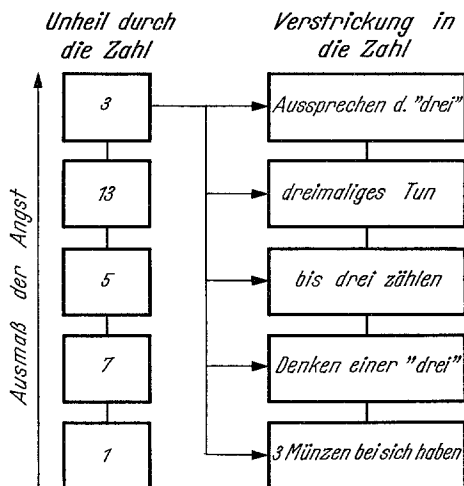 Unheil durch
die Zahl
Verstrickung in
die Zahl
Ausmaß der Angst
3
Aussprechen d. "drei"
13
dreimaliges Tun
5
bis drei zählen
7
Denken einer "drei"
1
3 Münzen bei sich haben